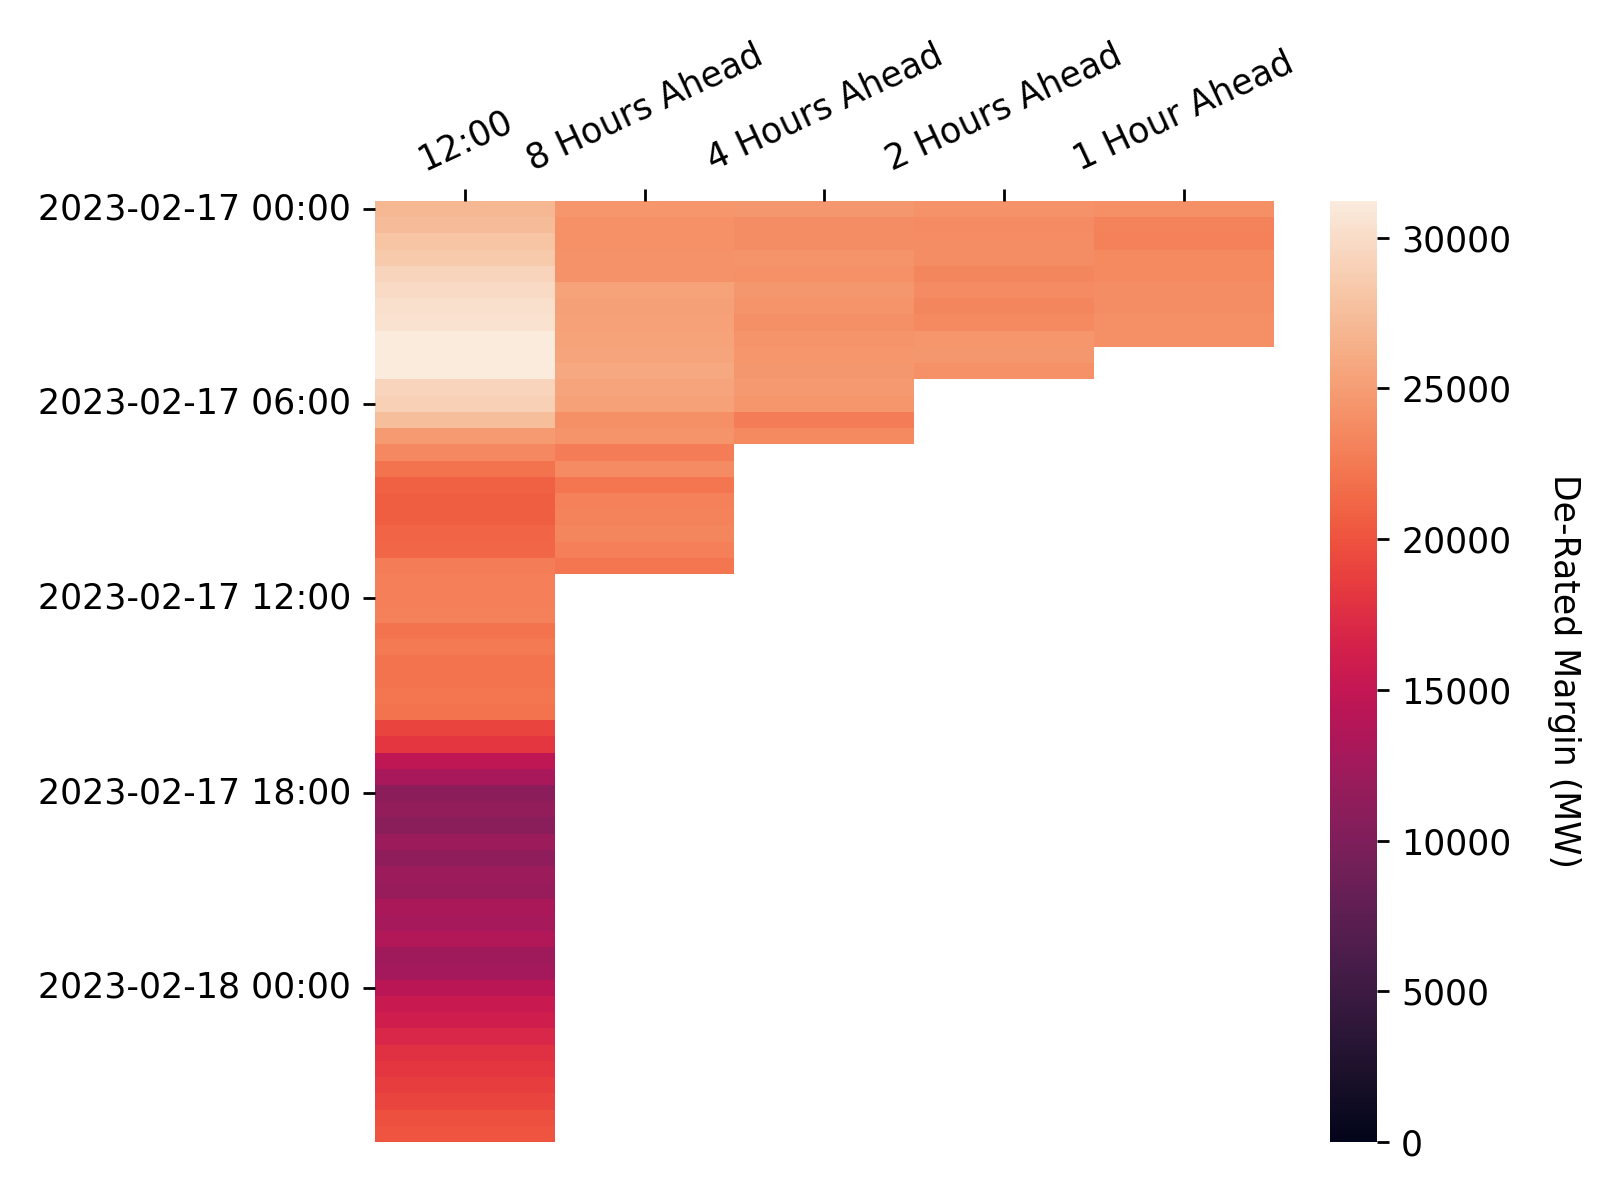 12:00
8 Hours Ahead
4 Hours Ahead
2 Hours Ahead
1 Hour Ahead
2023-02-17 00:00
2023-02-17 06:00
2023-02-17 12:00
2023-02-17 18:00
2023-02-18 00:00
30000
25000
20000
15000
10000
5000
0
De-Rated Margin (MW)